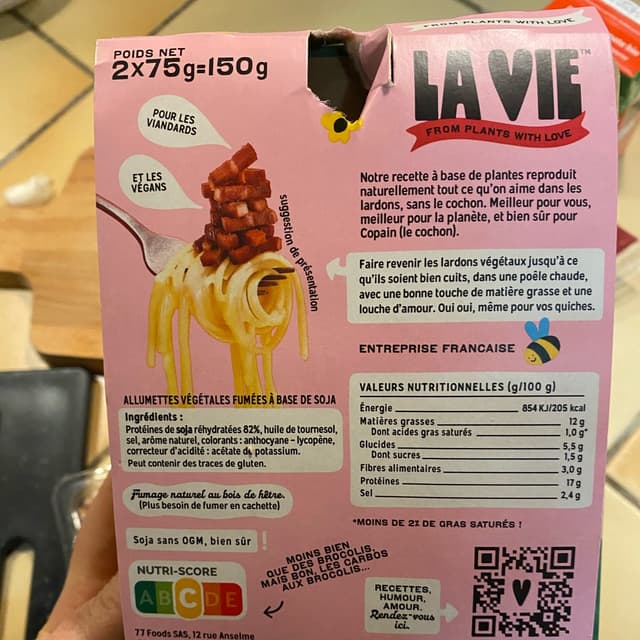 POIDS NET
2x75g=150g
POUR LES
VIANDARDS
ET LES
VÉGANS
suggestion de présentation
ALLUMETTES VÉGÉTALES FUMÉES À BASE DE SOJA
Ingrédients :
Protéines de soja réhydratées 82%, huile de tournesol,
sel, arôme naturel, colorants : anthocyane - lycopène,
correcteur d'acidité : acétate de potassium.
Peut contenir des traces de gluten.
Fumage naturel au bois de hêtre.
(Plus besoin de fumer en cachette)
Soja sans OGM, bien sûr
!
NUTRI-SCORE
A B C D E
77 Foods SAS, 12 rue Anselme
FROM PLANTS WITH LOVE
LA VIE™
FROM PLANTS WITH LOVE
Notre recette à base de plantes reproduit
naturellement tout ce qu'on aime dans les
lardons, sans le cochon. Meilleur pour vous,
meilleur pour la planète, et bien sûr pour
Copain (le cochon).
Faire revenir les lardons végétaux jusqu'à ce
qu'ils soient bien cuits, dans une poêle chaude,
avec une bonne touche de matière grasse et une
louche d'amour. Oui oui, même pour vos quiches.
ENTREPRISE FRANCAISE
VALEURS NUTRITIONNELLES (g/100 g)
Énergie 854 KJ/205 kcal
Matières grasses 12 g
Dont acides gras saturés 1,0 g*
Glucides 5,5 g
Dont sucres 1,5 g
Fibres alimentaires 3,0 g
Protéines 17 g
Sel 2,4 g
*MOINS DE 2% DE GRAS SATURÉS !
MOINS BIEN
QUE DES BROCOLIS,
MAIS BON, LES CARBOS
AUX BROCOLIS...
RECETTES,
HUMOUR,
AMOUR.
Rendez-vous
ici.